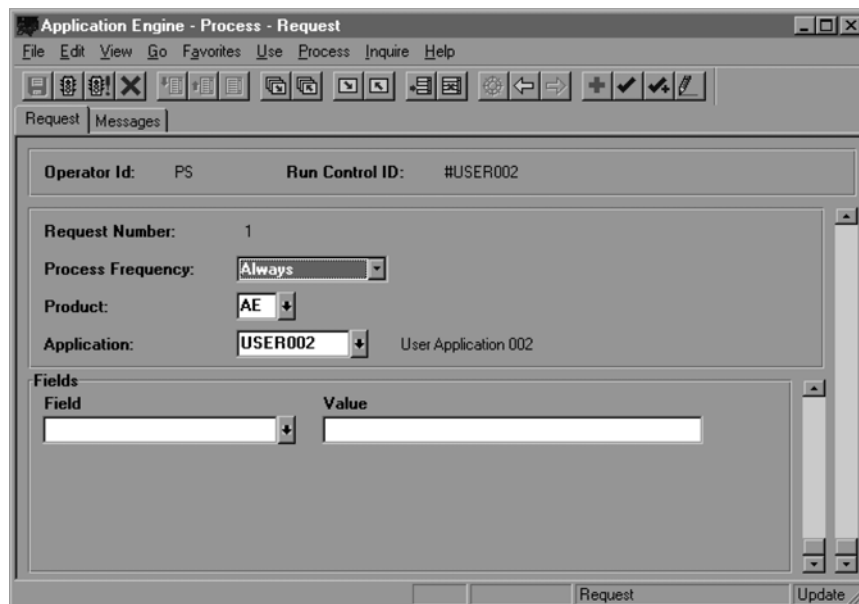 Application Engine - Process - Request
File Edit View Go Favorites Use Process Inquire Help
Request Messages
Operator Id: PS Run Control ID: #USER002
Request Number: 1
Process Frequency: Always
Product: AE
Application: USER002 User Application 002
Fields
Field Value
Request Update